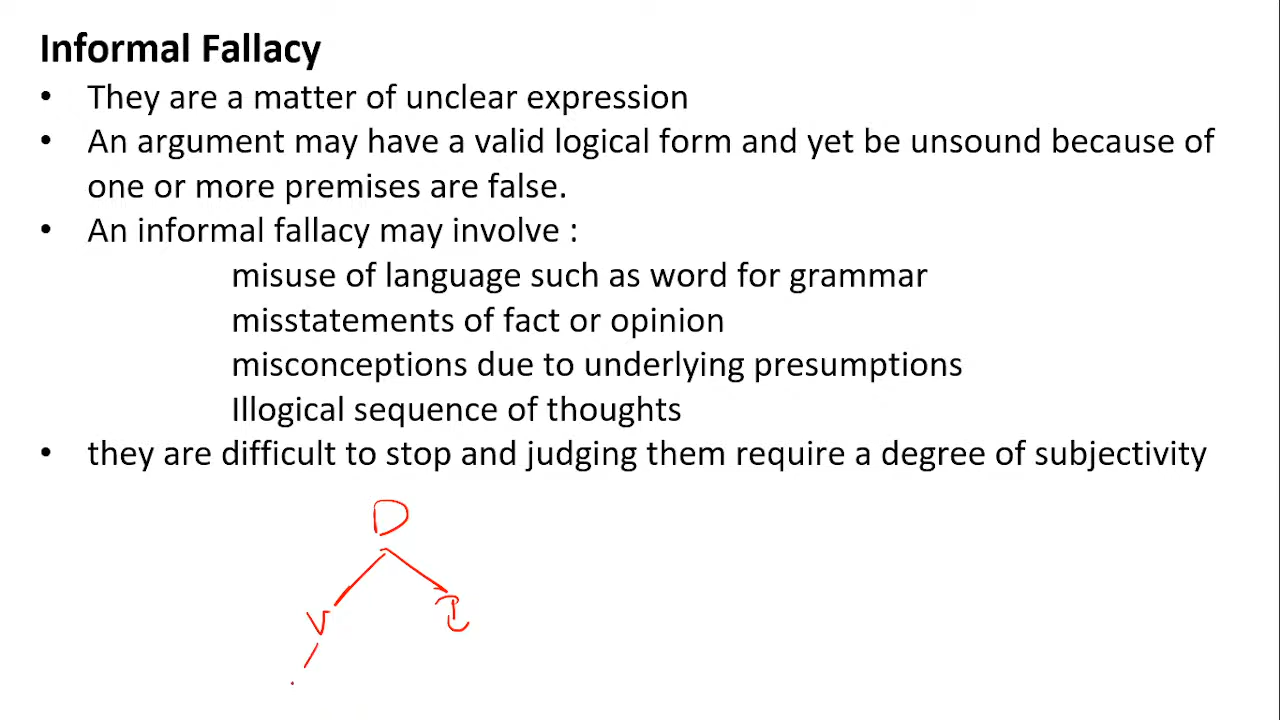 Informal Fallacy
• They are a matter of unclear expression
• An argument may have a valid logical form and yet be unsound because of
one or more premises are false.
• An informal fallacy may involve :
misuse of language such as word for grammar
misstatements of fact or opinion
misconceptions due to underlying presumptions
Illogical sequence of thoughts
• they are difficult to stop and judging them require a degree of subjectivity
D
V I